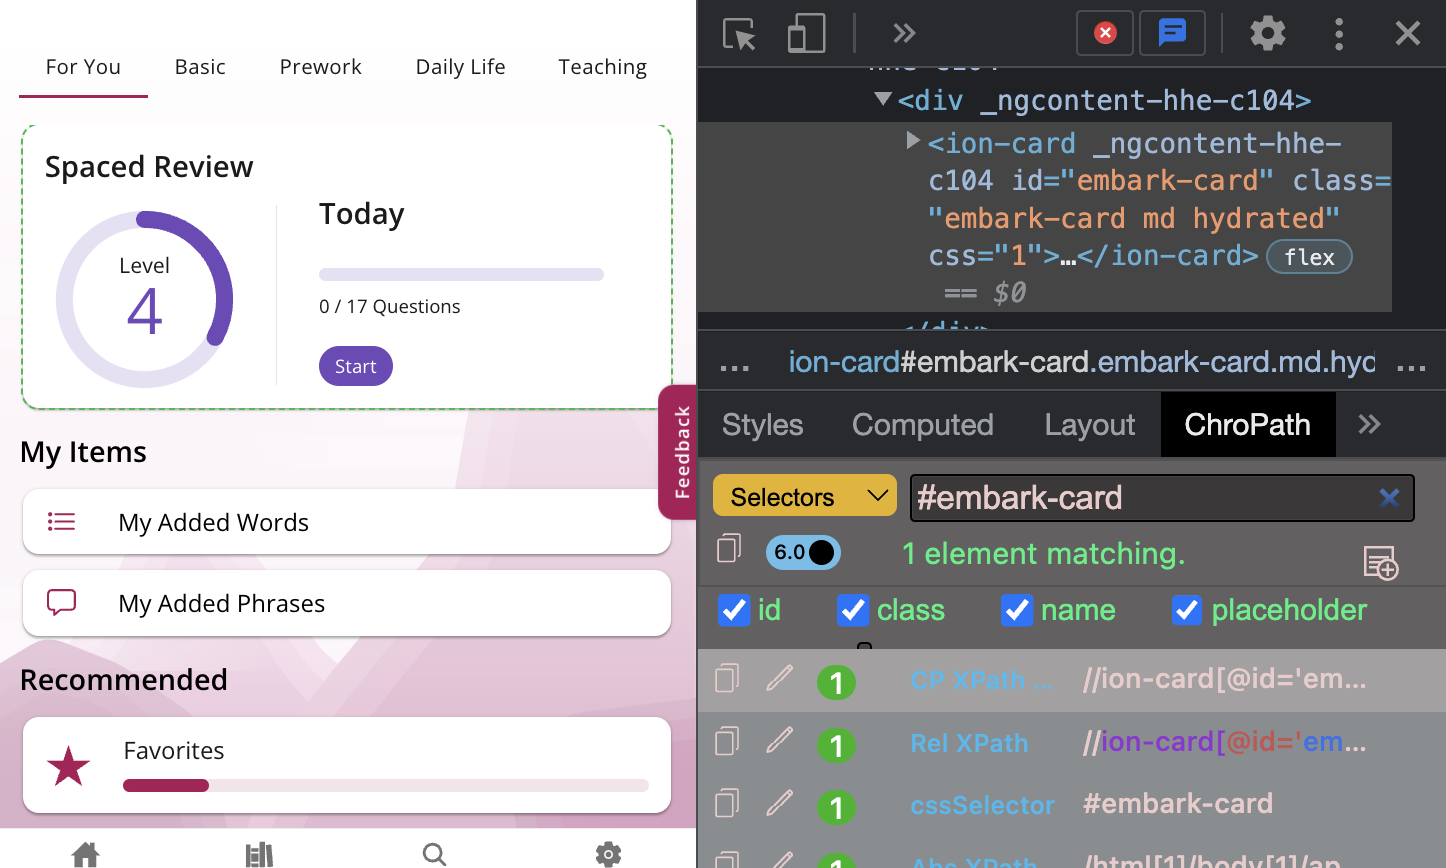 For You Basic Prework Daily Life Teaching
Spaced Review
Level
4
Today
0 / 17 Questions
Start
Feedback
My Items
My Added Words
My Added Phrases
Recommended
Favorites
<div _ngcontent-hhe-c104>
<ion-card _ngcontent-hhe-
c104 id="embark-card" class=
"embark-card md hydrated"
css="1">…</ion-card> flex
== $0
</div>
... ion-card#embark-card.embark-card.md.hyd ...
Styles Computed Layout ChroPath »
Selectors #embark-card
6.0 1 element matching.
id class name placeholder
1 CP XPath ... //ion-card[@id='em...
1 Rel XPath //ion-card[@id='em...
1 cssSelector #embark-card
1 Abs XPath /html[1]/body[1]/ap